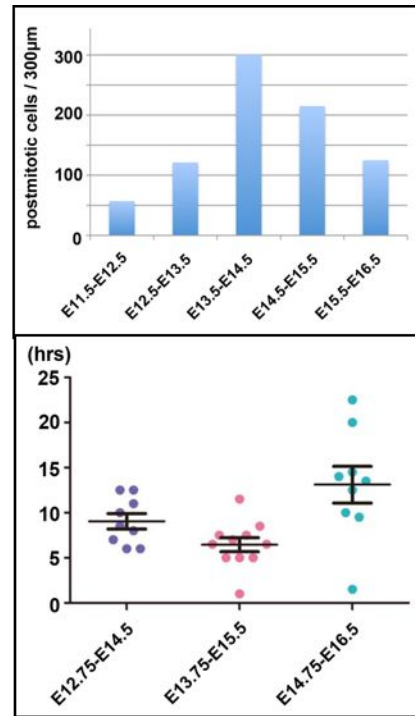 postmitotic cells / 300μm
300
200
100
0
E11.5-E12.5
E12.5-E13.5
E13.5-E14.5
E14.5-E15.5
E15.5-E16.5
(hrs)
25
20
15
10
5
0
E12.75-E14.5
E13.75-E15.5
E14.75-E16.5